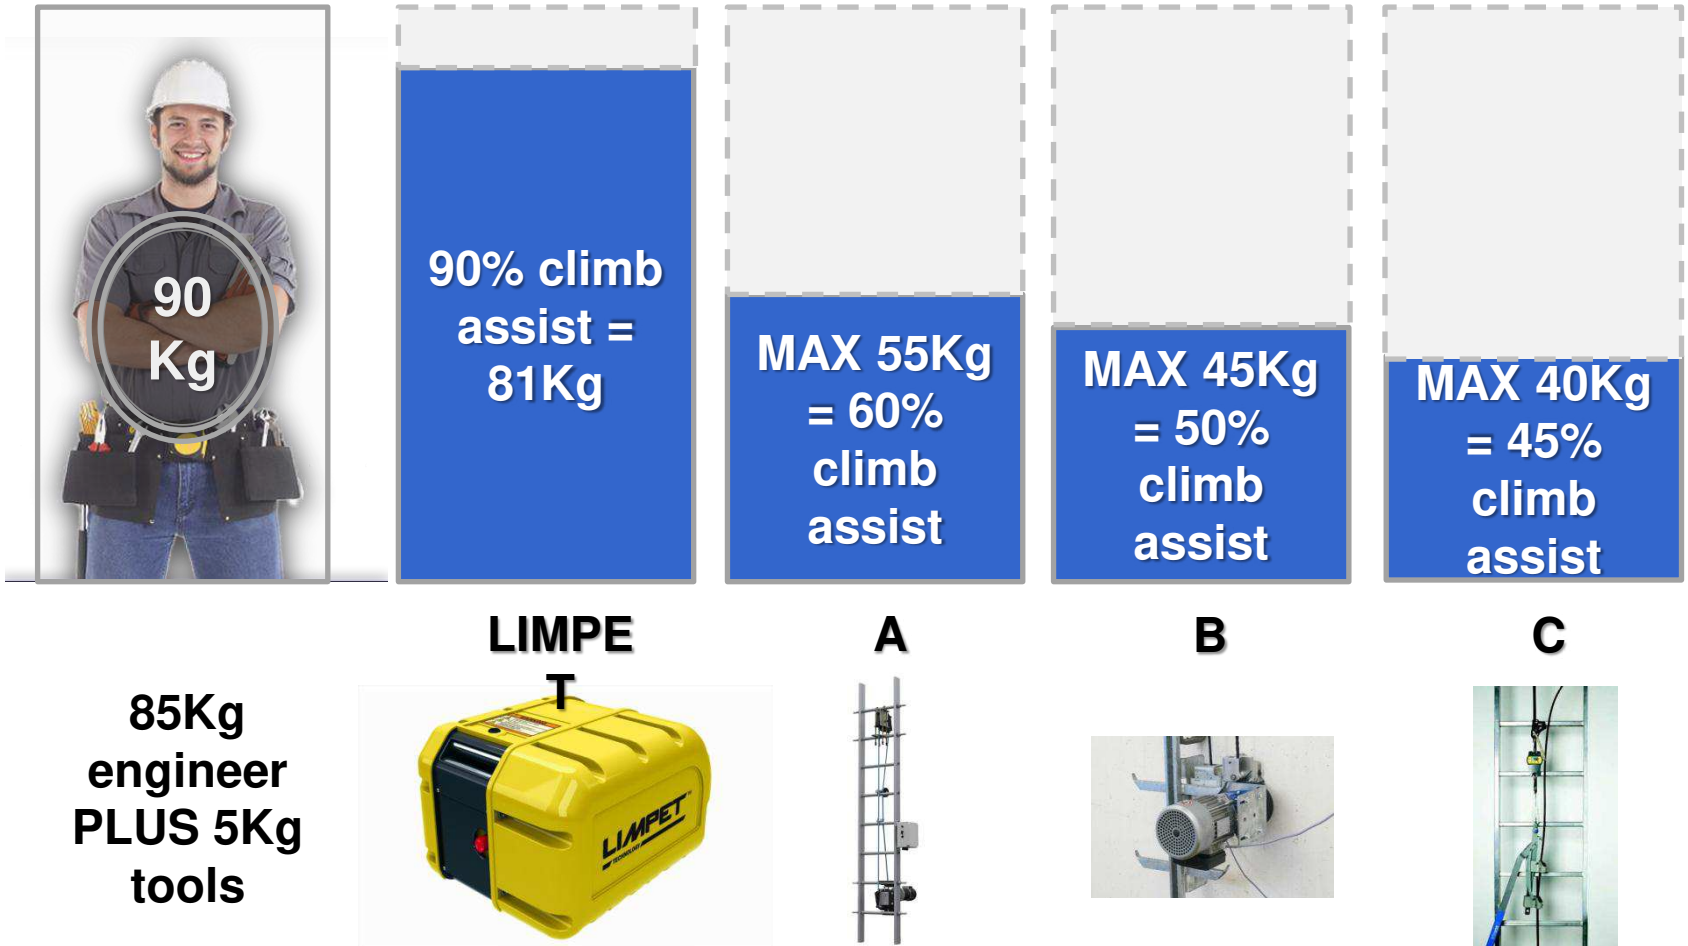 90
Kg
90% climb
assist =
81Kg
MAX 55Kg
= 60%
climb
assist
MAX 45Kg
= 50%
climb
assist
MAX 40Kg
= 45%
climb
assist
LIMPE
T
A
B
C
85Kg
engineer
PLUS 5Kg
tools
LIMPET
TECHNOLOGY